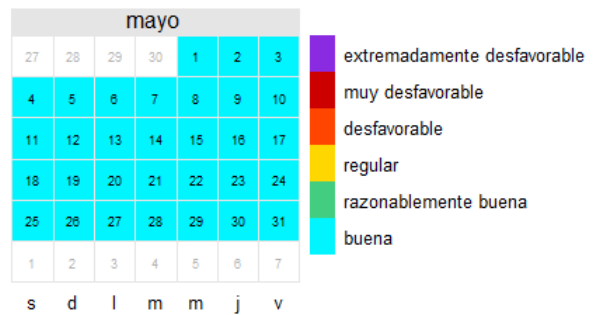 mayo
27 28 29 30 1 2 3
4 5 6 7 8 9 10
11 12 13 14 15 16 17
18 19 20 21 22 23 24
25 26 27 28 29 30 31
1 2 3 4 5 6 7
s d l m m j v
extremadamente desfavorable
muy desfavorable
desfavorable
regular
razonablemente buena
buena